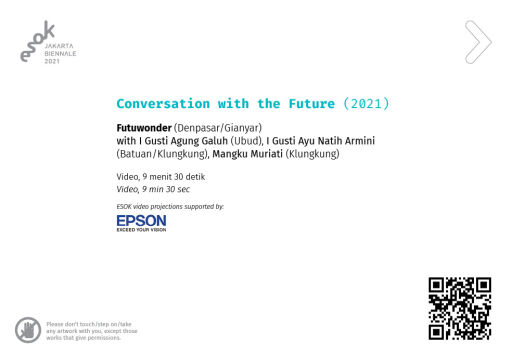 esok
JAKARTA
BIENNALE
2021
Conversation with the Future (2021)
Futuwonder (Denpasar/Gianyar)
with I Gusti Agung Galuh (Ubud), I Gusti Ayu Natih Armini
(Batuan/Klungkung), Mangku Muriati (Klungkung)
Video, 9 menit 30 detik
Video, 9 min 30 sec
ESOK video projections supported by:
EPSON
EXCEED YOUR VISION
Please don't touch/step on/take
any artwork with you, except those
works that give permissions.